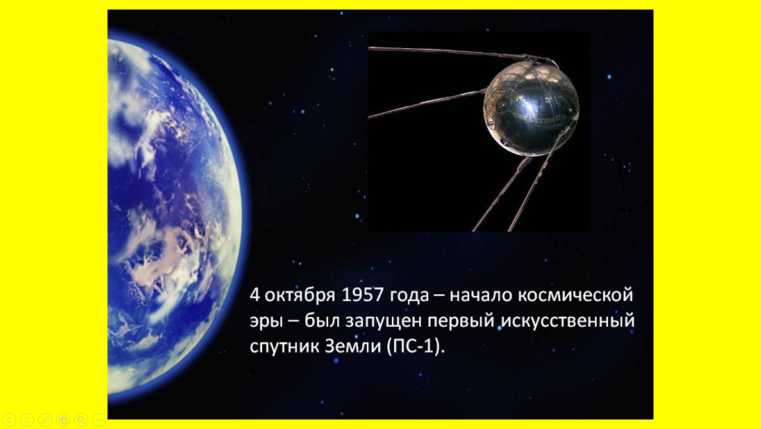 4 октября 1957 года – начало космической
эры – был запущен первый искусственный
спутник Земли (ПС-1).